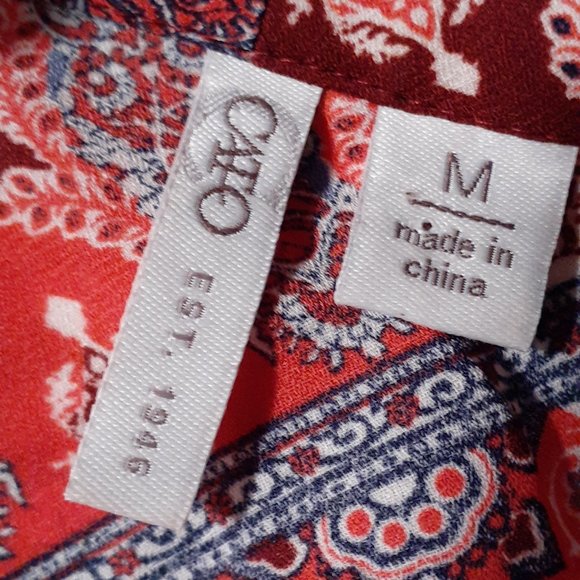 CATO
EST. 1946
M
made in
china